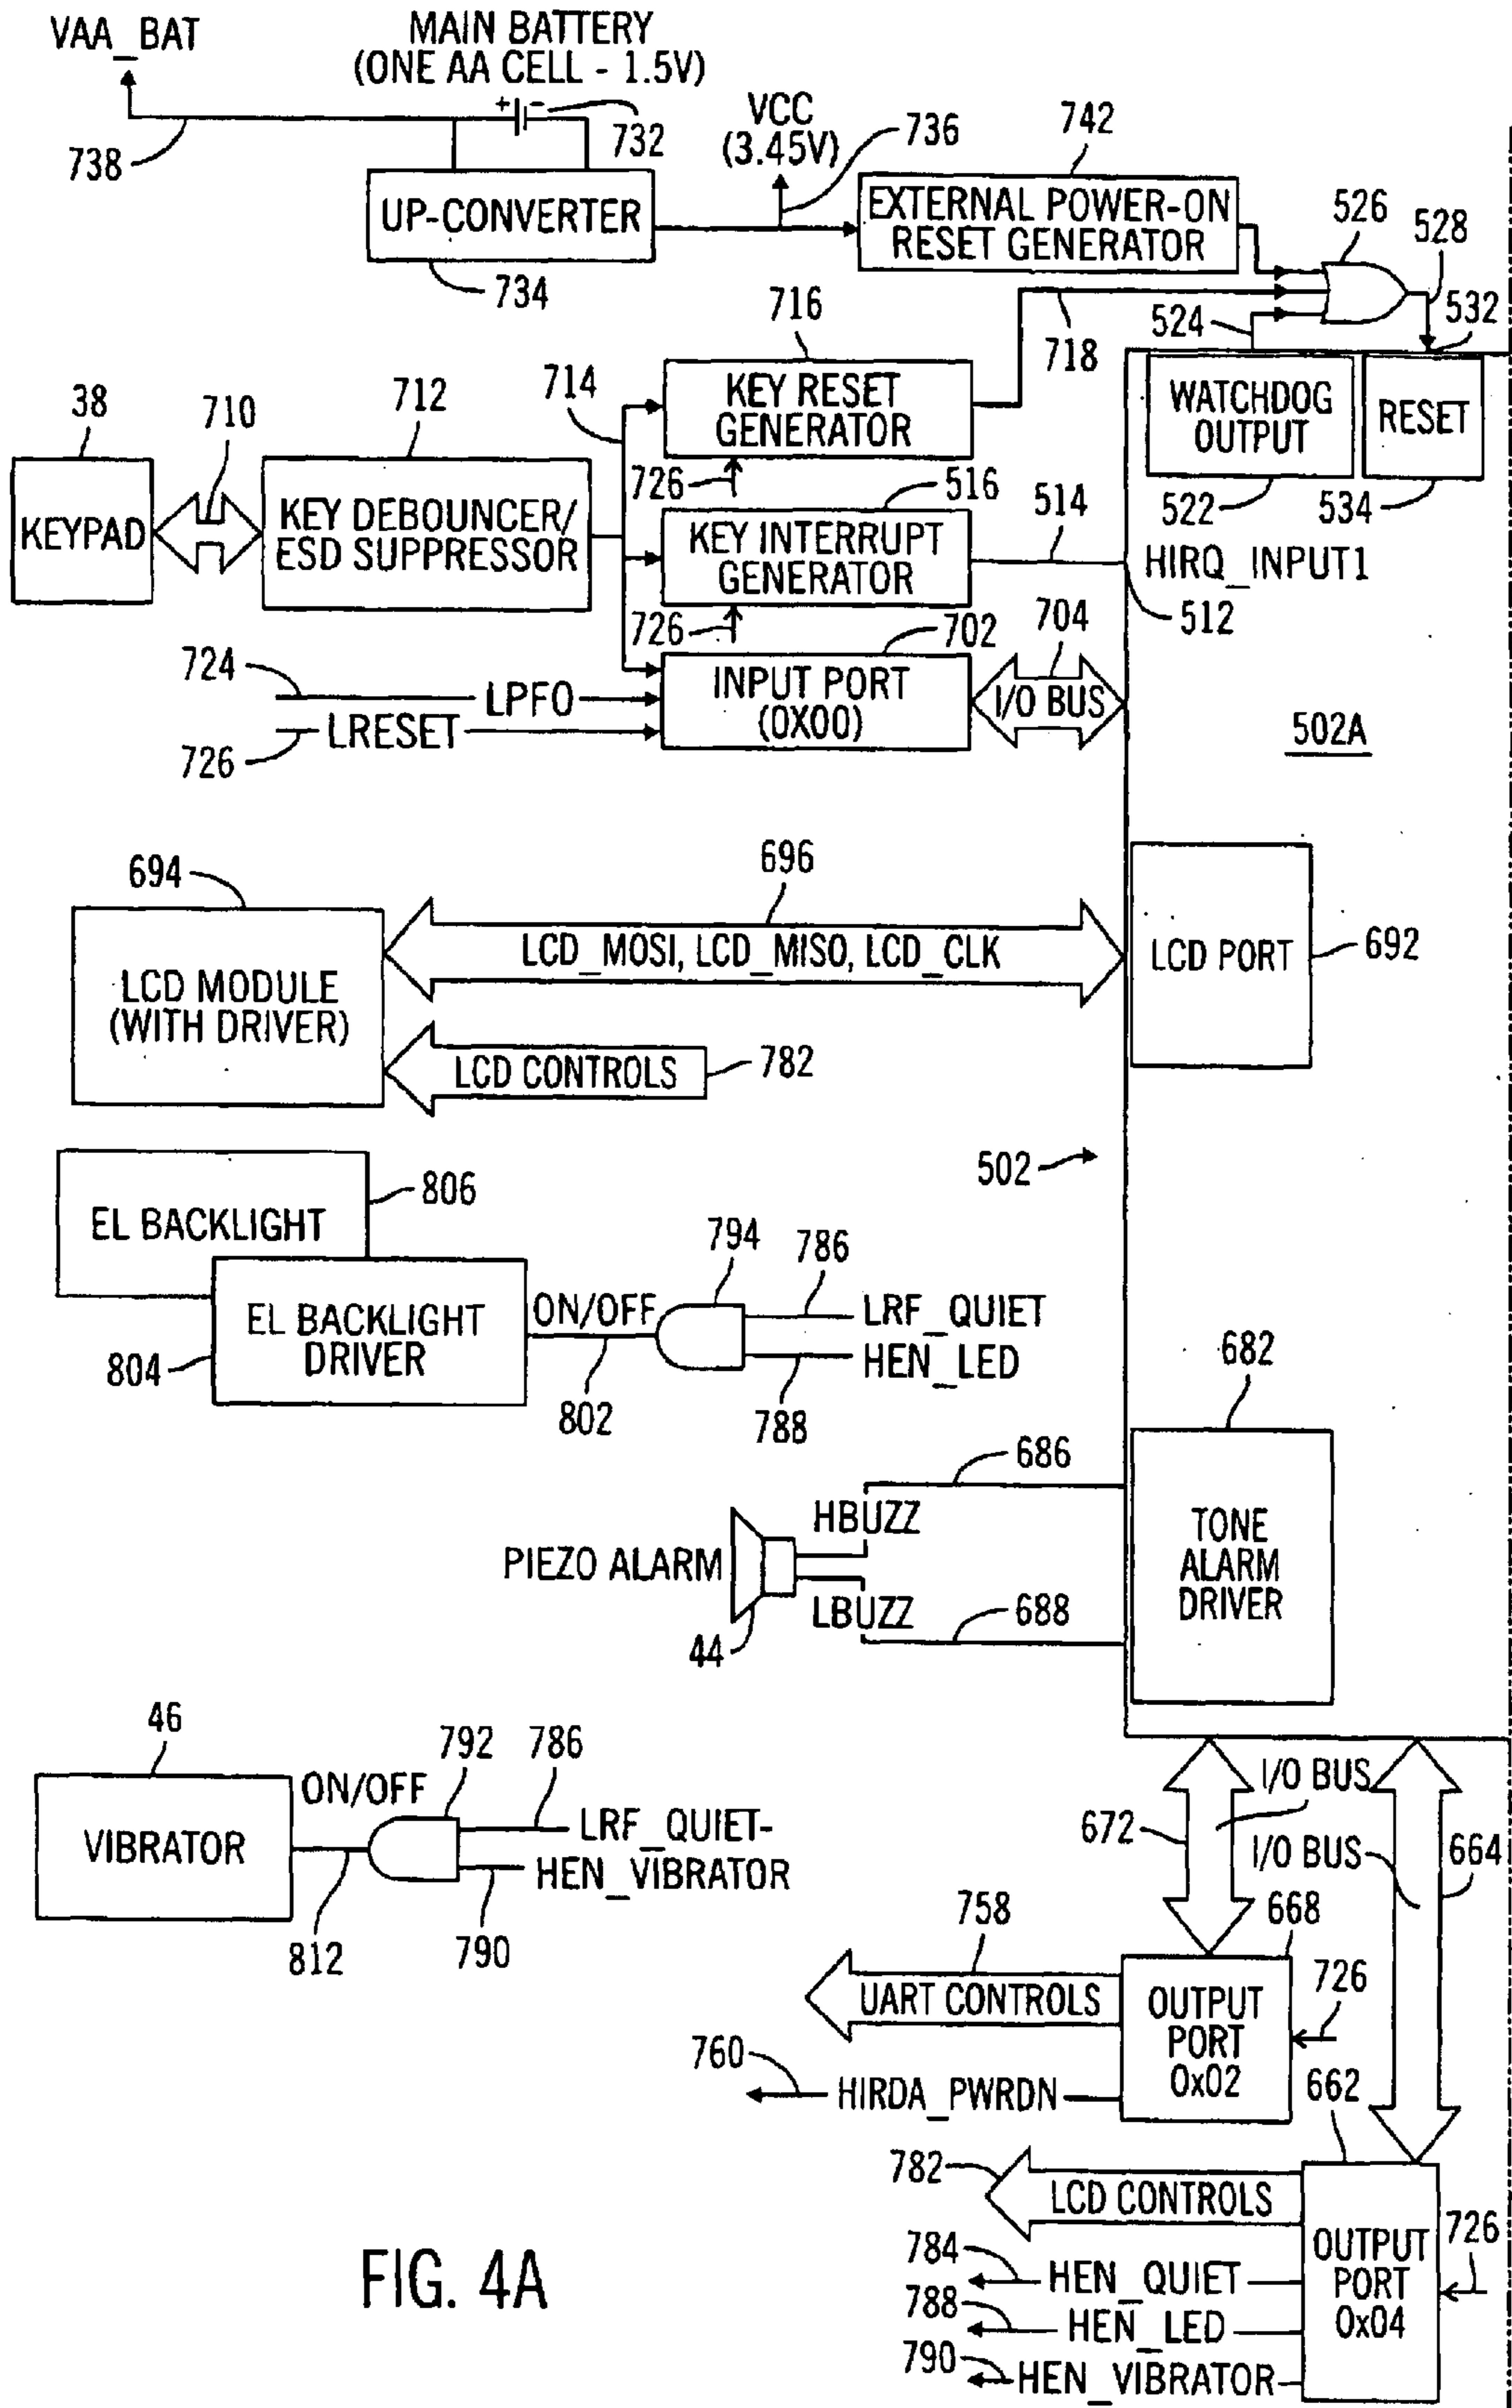 VAA_BAT
MAIN BATTERY
(ONE AA CELL - 1.5V)
+ -
738
732
VCC
(3.45V)
736
742
UP-CONVERTER
734
EXTERNAL POWER-ON
RESET GENERATOR
526
528
532
524
718
716
KEY RESET
GENERATOR
714
WATCHDOG
OUTPUT
RESET
522
534
38
710
712
KEYPAD
KEY DEBOUNCER/
ESD SUPPRESSOR
726
516
514
KEY INTERRUPT
GENERATOR
HIRQ_INPUT1
512
726
702
704
724
LPFO
LRESET
726
INPUT PORT
(0X00)
I/O BUS
502A
694
696
LCD MODULE
(WITH DRIVER)
LCD_MOSI, LCD_MISO, LCD_CLK
LCD PORT
692
LCD CONTROLS
782
502
806
EL BACKLIGHT
EL BACKLIGHT
DRIVER
804
ON/OFF
802
794
786
LRF_QUIET
HEN_LED
788
682
686
HBUZZ
PIEZO ALARM
LBUZZ
688
44
TONE
ALARM
DRIVER
46
VIBRATOR
ON/OFF
812
792
786
LRF_QUIET-
HEN_VIBRATOR
790
672
I/O BUS
I/O BUS
664
758
668
UART CONTROLS
OUTPUT
PORT
0x02
726
760
HIRDA_PWRDN
662
782
LCD CONTROLS
OUTPUT
PORT
0x04
726
784
HEN_QUIET
788
HEN_LED
790
HEN_VIBRATOR
FIG. 4A